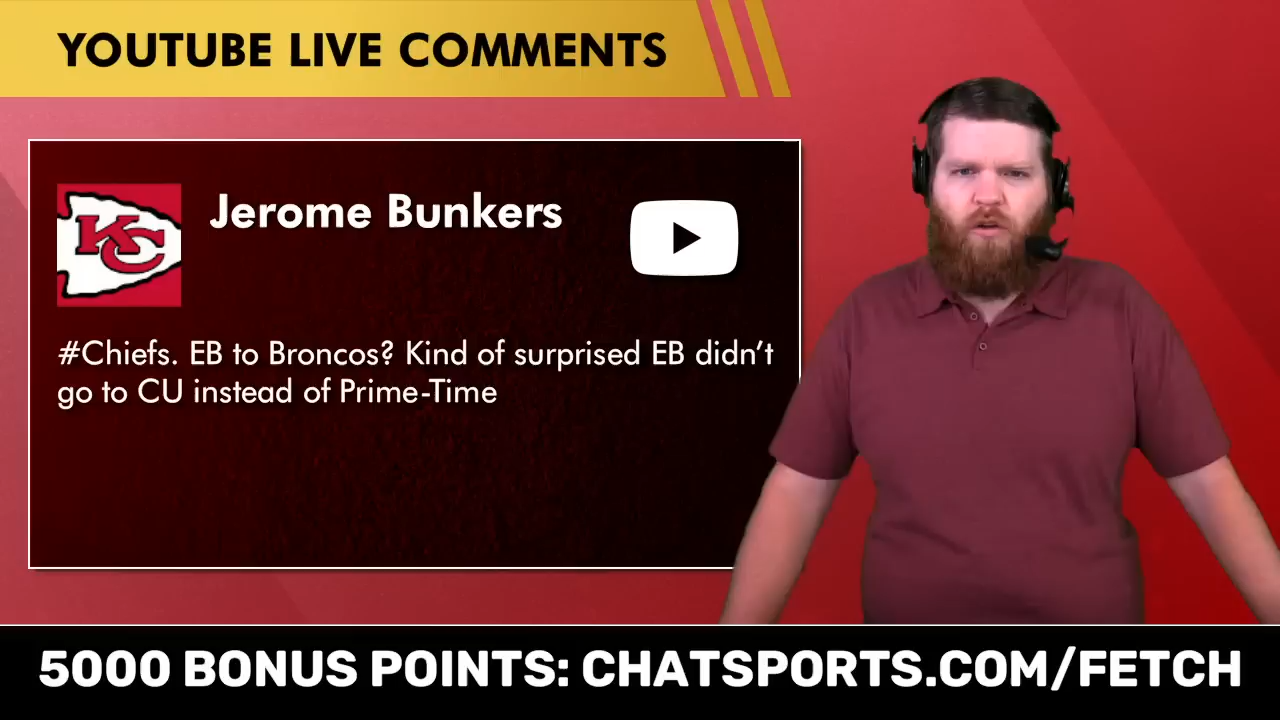 YOUTUBE LIVE COMMENTS
Jerome Bunkers
KC
#Chiefs. EB to Broncos? Kind of surprised EB didn't
go to CU instead of Prime-Time
5000 BONUS POINTS: CHATSPORTS.COM/FETCH